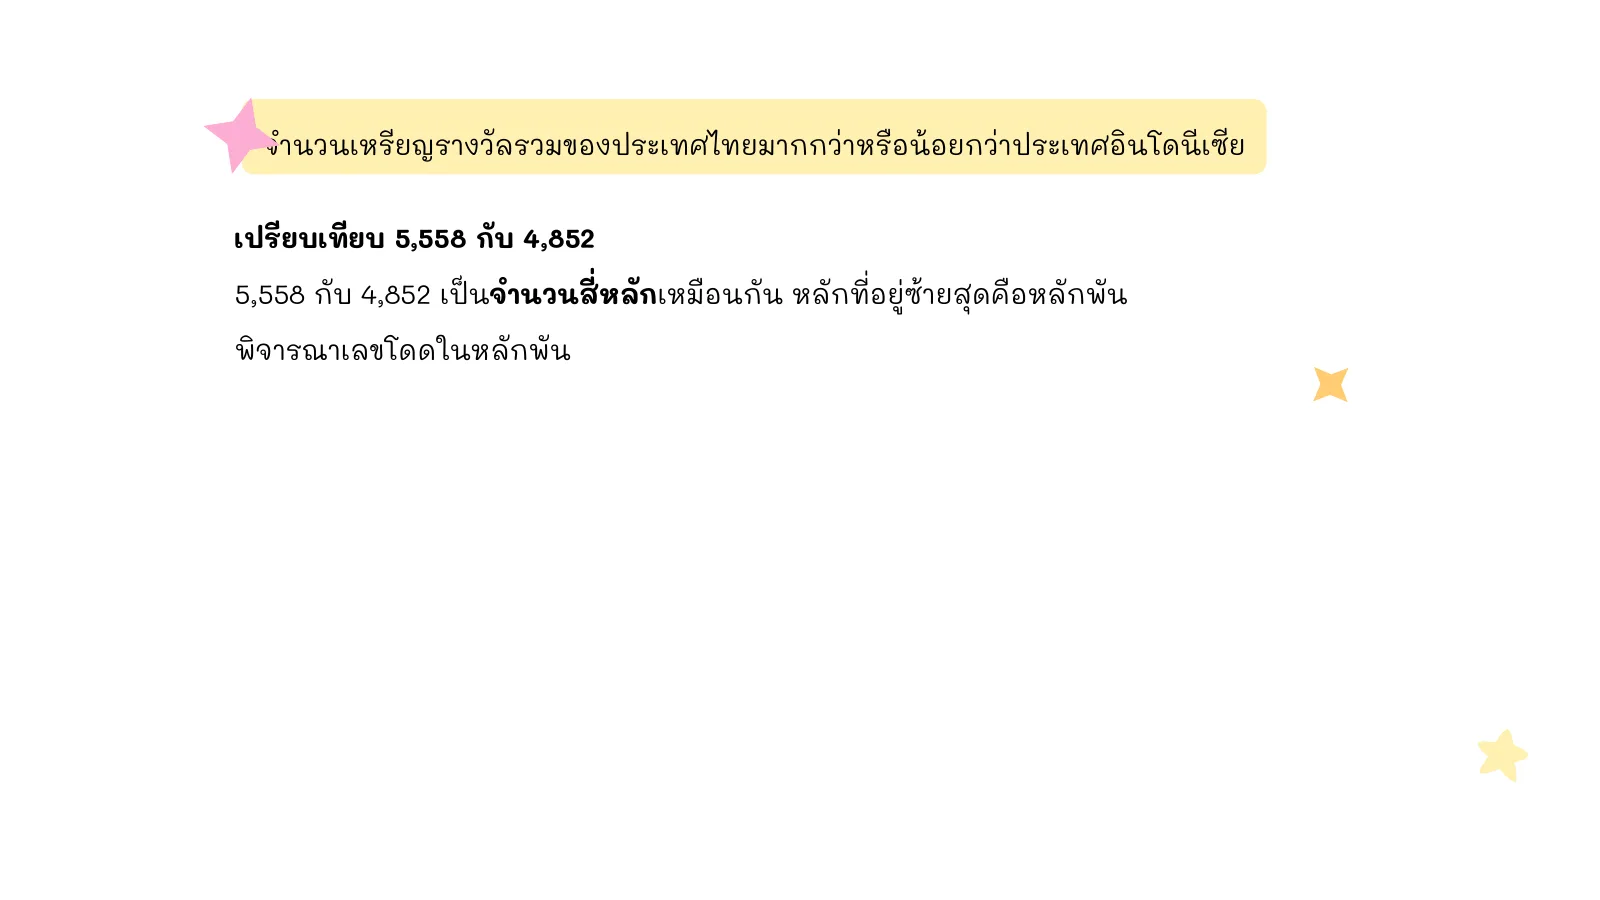 จำนวนเหรียญรางวัลรวมของประเทศไทยมากกว่าหรือน้อยกว่าประเทศอินโดนีเซีย
เปรียบเทียบ 5,558 กับ 4,852
5,558 กับ 4,852 เป็นจำนวนสี่หลักเหมือนกัน หลักที่อยู่ซ้ายสุดคือหลักพัน
พิจารณาเลขโดดในหลักพัน